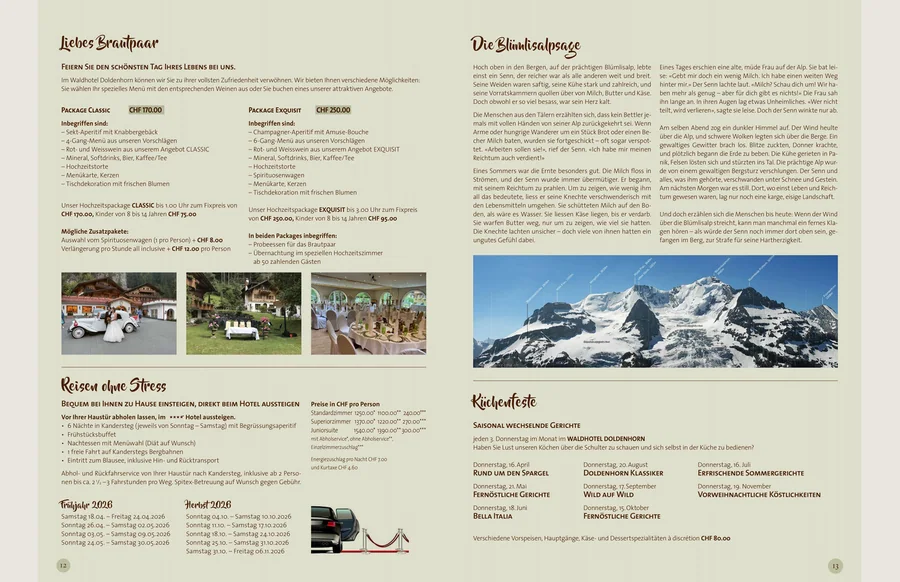 Liebes Brautpaar
Feiern Sie den schönsten Tag Ihres Lebens bei uns.
Im Waldhotel Doldenhorn können wir Sie zu Ihrer vollsten Zufriedenheit verwöhnen. Wir bieten Ihnen verschiedene Möglichkeiten:
Sie wählen Ihr spezielles Menü mit den entsprechenden Weinen aus oder Sie buchen eines unserer attraktiven Angebote.
Package Classic CHF 170.00
Inbegriffen sind:
– Sekt-Aperitif mit Knabbergebäck
– 4-Gang-Menü aus unseren Vorschlägen
– Rot- und Weisswein aus unserem Angebot CLASSIC
– Mineral, Softdrinks, Bier, Kaffee/Tee
– Hochzeitstorte
– Menükarte, Kerzen
– Tischdekoration mit frischen Blumen
Unser Hochzeitspackage CLASSIC bis 1.00 Uhr zum Fixpreis von
CHF 170.00, Kinder von 8 bis 14 Jahren CHF 75.00
Mögliche Zusatzpakete:
Auswahl vom Spirituosenwagen (1 pro Person) + CHF 8.00
Verlängerung pro Stunde all inclusive + CHF 12.00 pro Person
Package Exquisit CHF 250.00
Inbegriffen sind:
– Champagner-Aperitif mit Amuse-Bouche
– 6-Gang-Menü aus unseren Vorschlägen
– Rot- und Weisswein aus unserem Angebot EXQUISIT
– Mineral, Softdrinks, Bier, Kaffee/Tee
– Hochzeitstorte
– Spirituosenwagen
– Menükarte, Kerzen
– Tischdekoration mit frischen Blumen
Unser Hochzeitspackage EXQUISIT bis 3.00 Uhr zum Fixpreis
von CHF 250.00, Kinder von 8 bis 14 Jahren CHF 95.00
In beiden Packages inbegriffen:
– Probeessen für das Brautpaar
– Übernachtung im speziellen Hochzeitszimmer
ab 50 zahlenden Gästen
Reisen ohne Stress
Bequem bei Ihnen zu Hause einsteigen, direkt beim Hotel aussteigen
Vor Ihrer Haustür abholen lassen, im **** Hotel aussteigen.
• 6 Nächte in Kandersteg (jeweils von Sonntag – Samstag) mit Begrüssungsaperitif
• Frühstücksbuffet
• Nachtessen mit Menüwahl (Diät auf Wunsch)
• 1 freie Fahrt auf Kanderstegs Bergbahnen
• Eintritt zum Blausee, inklusive Hin- und Rücktransport
Abhol- und Rückfahrservice von Ihrer Haustür nach Kandersteg, inklusive ab 2 Perso-
nen bis ca. 2 ½ – 3 Fahrstunden pro Weg. Spitex-Betreuung auf Wunsch gegen Gebühr.
Preise in CHF
Standardzimmer 1250.00* 1100.00** 240.00***
Superiorzimmer 1370.00* 1220.00** 270.00***
Juniorsuite 1540.00* 1390.00** 300.00***
mit Abholservice*, ohne Abholservice**,
Einzelzimmerzuschlag***
Energiezuschlag pro Nacht CHF 7.00
und Kurtaxe CHF 4.60
Frühjahr 2026
Samstag 18.04. – Freitag 24.04.2026
Sonntag 26.04. – Samstag 02.05.2026
Sonntag 03.05. – Samstag 09.05.2026
Sonntag 24.05. – Samstag 30.05.2026
Herbst 2026
Sonntag 04.10. – Samstag 10.10.2026
Sonntag 11.10. – Samstag 17.10.2026
Sonntag 18.10. – Samstag 24.10.2026
Sonntag 25.10. – Samstag 31.10.2026
Samstag 31.10. – Freitag 06.11.2026
12
Die Blümlisalpsage
Hoch oben in den Bergen, auf der prächtigen Blümlisalp, lebte
einst ein Senn, der reicher war als alle anderen weit und breit.
Seine Weiden waren saftig, seine Kühe stark und zahlreich, und
seine Vorratskammern quollen über von Milch, Butter und Käse.
Doch obwohl er so viel besass, war sein Herz kalt.
Die Menschen aus den Tälern erzählten sich, dass kein Bettler je-
mals mit vollen Händen von seiner Alp zurückgekehrt sei. Wenn
Arme oder hungrige Wanderer um ein Stück Brot oder einen Be-
cher Milch baten, wurden sie fortgeschickt – oft sogar verspot-
tet. «Arbeiten sollen sie!», rief der Senn. «Ich habe mir meinen
Reichtum auch verdient!»
Eines Sommers war die Ernte besonders gut. Die Milch floss in
Strömen, und der Senn wurde immer übermütiger. Er begann,
mit seinem Reichtum zu prahlen. Um zu zeigen, wie wenig ihm
all das bedeutete, liess er seine Knechte verschwenderisch mit
den Lebensmitteln umgehen. Sie schütteten Milch auf den Bo-
den, als wäre es Wasser. Sie liessen Käse liegen, bis er verdarb.
Sie warfen Butter weg, nur um zu zeigen, wie viel sie hatten.
Die Knechte lachten unsicher – doch viele von ihnen hatten ein
ungutes Gefühl dabei.
Eines Tages erschien eine alte, müde Frau auf der Alp. Sie bat lei-
se: «Gebt mir doch ein wenig Milch. Ich habe einen weiten Weg
hinter mir.» Der Senn lachte laut. «Milch? Schau dich um! Wir ha-
ben mehr als genug – aber für dich gibt es nichts!» Die Frau sah
ihn lange an. In ihren Augen lag etwas Unheimliches. «Wer nicht
teilt, wird verlieren», sagte sie leise. Doch der Senn winkte nur ab.
Am selben Abend zog ein dunkler Himmel auf. Der Wind heulte
über die Alp, und schwere Wolken legten sich über die Berge. Ein
gewaltiges Gewitter brach los. Blitze zuckten, Donner krachte,
und plötzlich begann die Erde zu beben. Die Kühe gerieten in Pa-
nik. Felsen lösten sich und stürzten ins Tal. Die prächtige Alp wur-
de von einem gewaltigen Bergsturz verschlungen. Der Senn und
alles, was ihm gehörte, verschwanden unter Schnee und Gestein.
Am nächsten Morgen war es still. Dort, wo einst Leben und Reich-
tum gewesen waren, lag nur noch eine karge, eisige Landschaft.
Und doch erzählen sich die Menschen bis heute: Wenn der Wind
über die Blümlisalp streicht, kann man manchmal ein fernes Kla-
gen hören – als würde der Senn noch immer dort oben sein, ge-
fangen im Berg, zur Strafe für seine Hartherzigkeit.
Küchenfeste
Saisonal wechselnde Gerichte
jeden 3. Donnerstag im Monat im WALDHOTEL DOLDENHORN
Haben Sie Lust unseren Köchen über die Schulter zu schauen und sich selbst in der Küche zu bedienen?
Donnerstag, 16. April
Rund um den Spargel
Donnerstag, 21. Mai
Fernöstliche Gerichte
Donnerstag, 18. Juni
Bella Italia
Donnerstag, 20. August
Doldenhorn Klassiker
Donnerstag, 17. September
Wild auf Wild
Donnerstag, 15. Oktober
Fernöstliche Gerichte
Donnerstag, 16. Juli
Erfrischende Sommergerichte
Donnerstag, 19. November
Vorweihnachtliche Köstlichkeiten
Verschiedene Vorspeisen, Hauptgänge, Käse- und Dessertspezialitäten à discrétion CHF 80.00
13